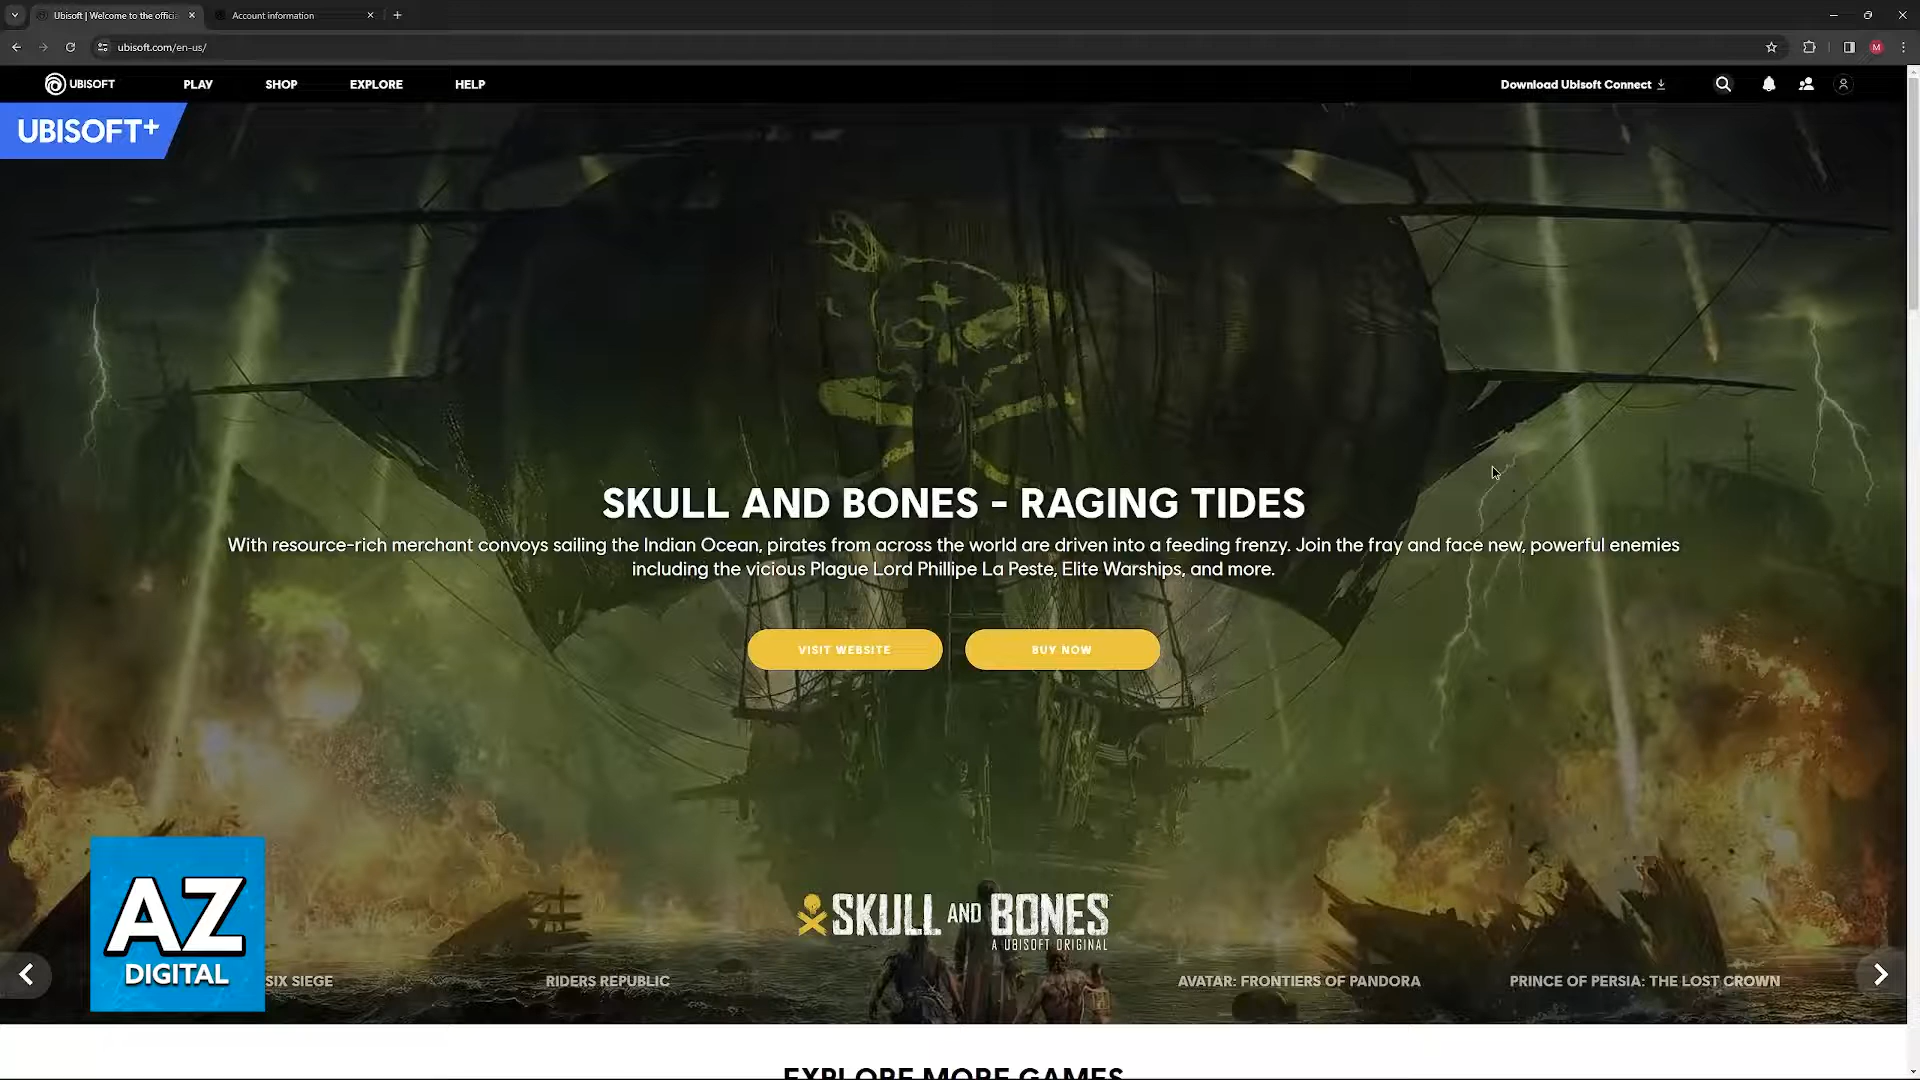 Ubisoft | Welcome to the offici
Account information
ubisoft.com/en-us/
M
UBISOFT
PLAY
SHOP
EXPLORE
HELP
Download Ubisoft Connect
UBISOFT+
SKULL AND BONES - RAGING TIDES
With resource-rich merchant convoys sailing the Indian Ocean, pirates from across the world are driven into a feeding frenzy. Join the fray and face new, powerful enemies
including the vicious Plague Lord Phillipe La Peste, Elite Warships, and more.
VISIT WEBSITE
BUY NOW
SKULL AND BONES
A UBISOFT ORIGINAL
AZ
DIGITAL
SIX SIEGE
RIDERS REPUBLIC
AVATAR: FRONTIERS OF PANDORA
PRINCE OF PERSIA: THE LOST CROWN
EXPLORE MORE GAMES